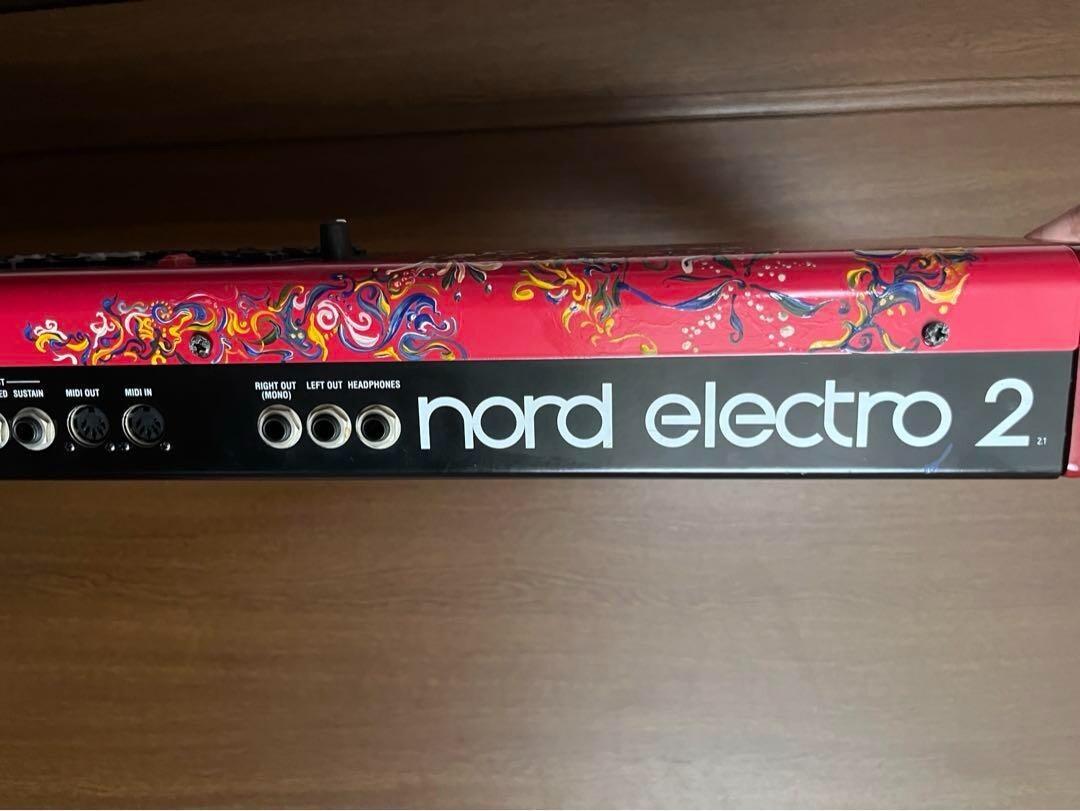 SUSTAIN
MIDI OUT
MIDI IN
RIGHT OUT
(MONO)
LEFT OUT
HEADPHONES
nord electro 2
2.1